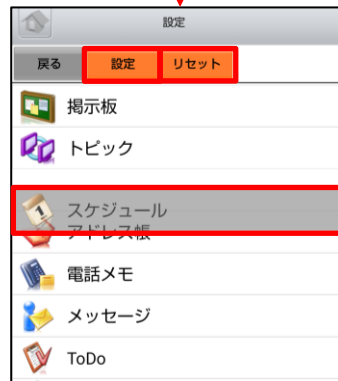 設定
戻る 設定 リセット
掲示板
トピック
スケジュール
アドレス帳
電話メモ
メッセージ
ToDo